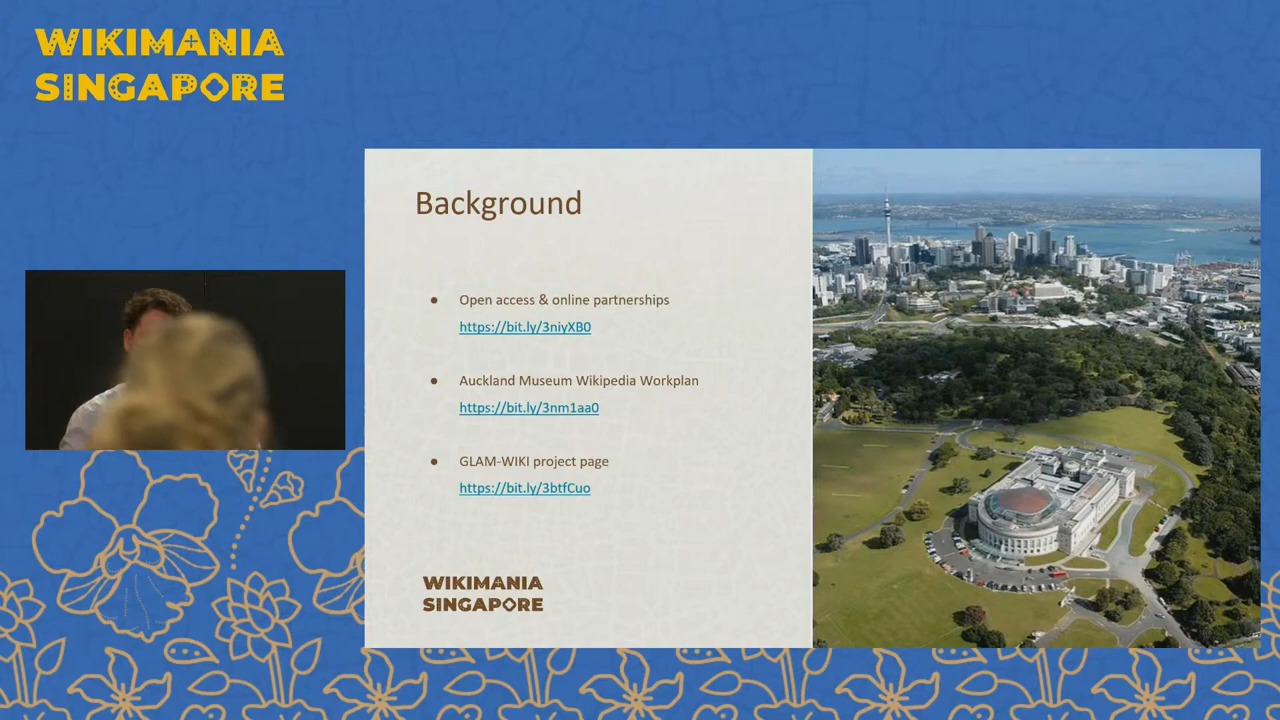 WIKIMANIA
SINGAPORE
Background
● Open access & online partnerships
https://bit.ly/3niyXB0
● Auckland Museum Wikipedia Workplan
https://bit.ly/3nm1aa0
● GLAM-WIKI project page
https://bit.ly/3btfCuo
WIKIMANIA
SINGAPORE